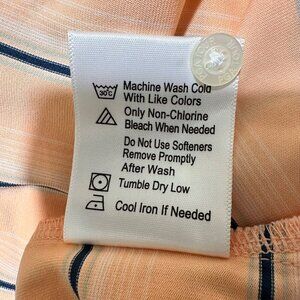 30°C
Machine Wash Cold
With Like Colors
Only Non-Chlorine
Bleach When Needed
Do Not Use Softeners
Remove Promptly
After Wash
Tumble Dry Low
Cool Iron If Needed